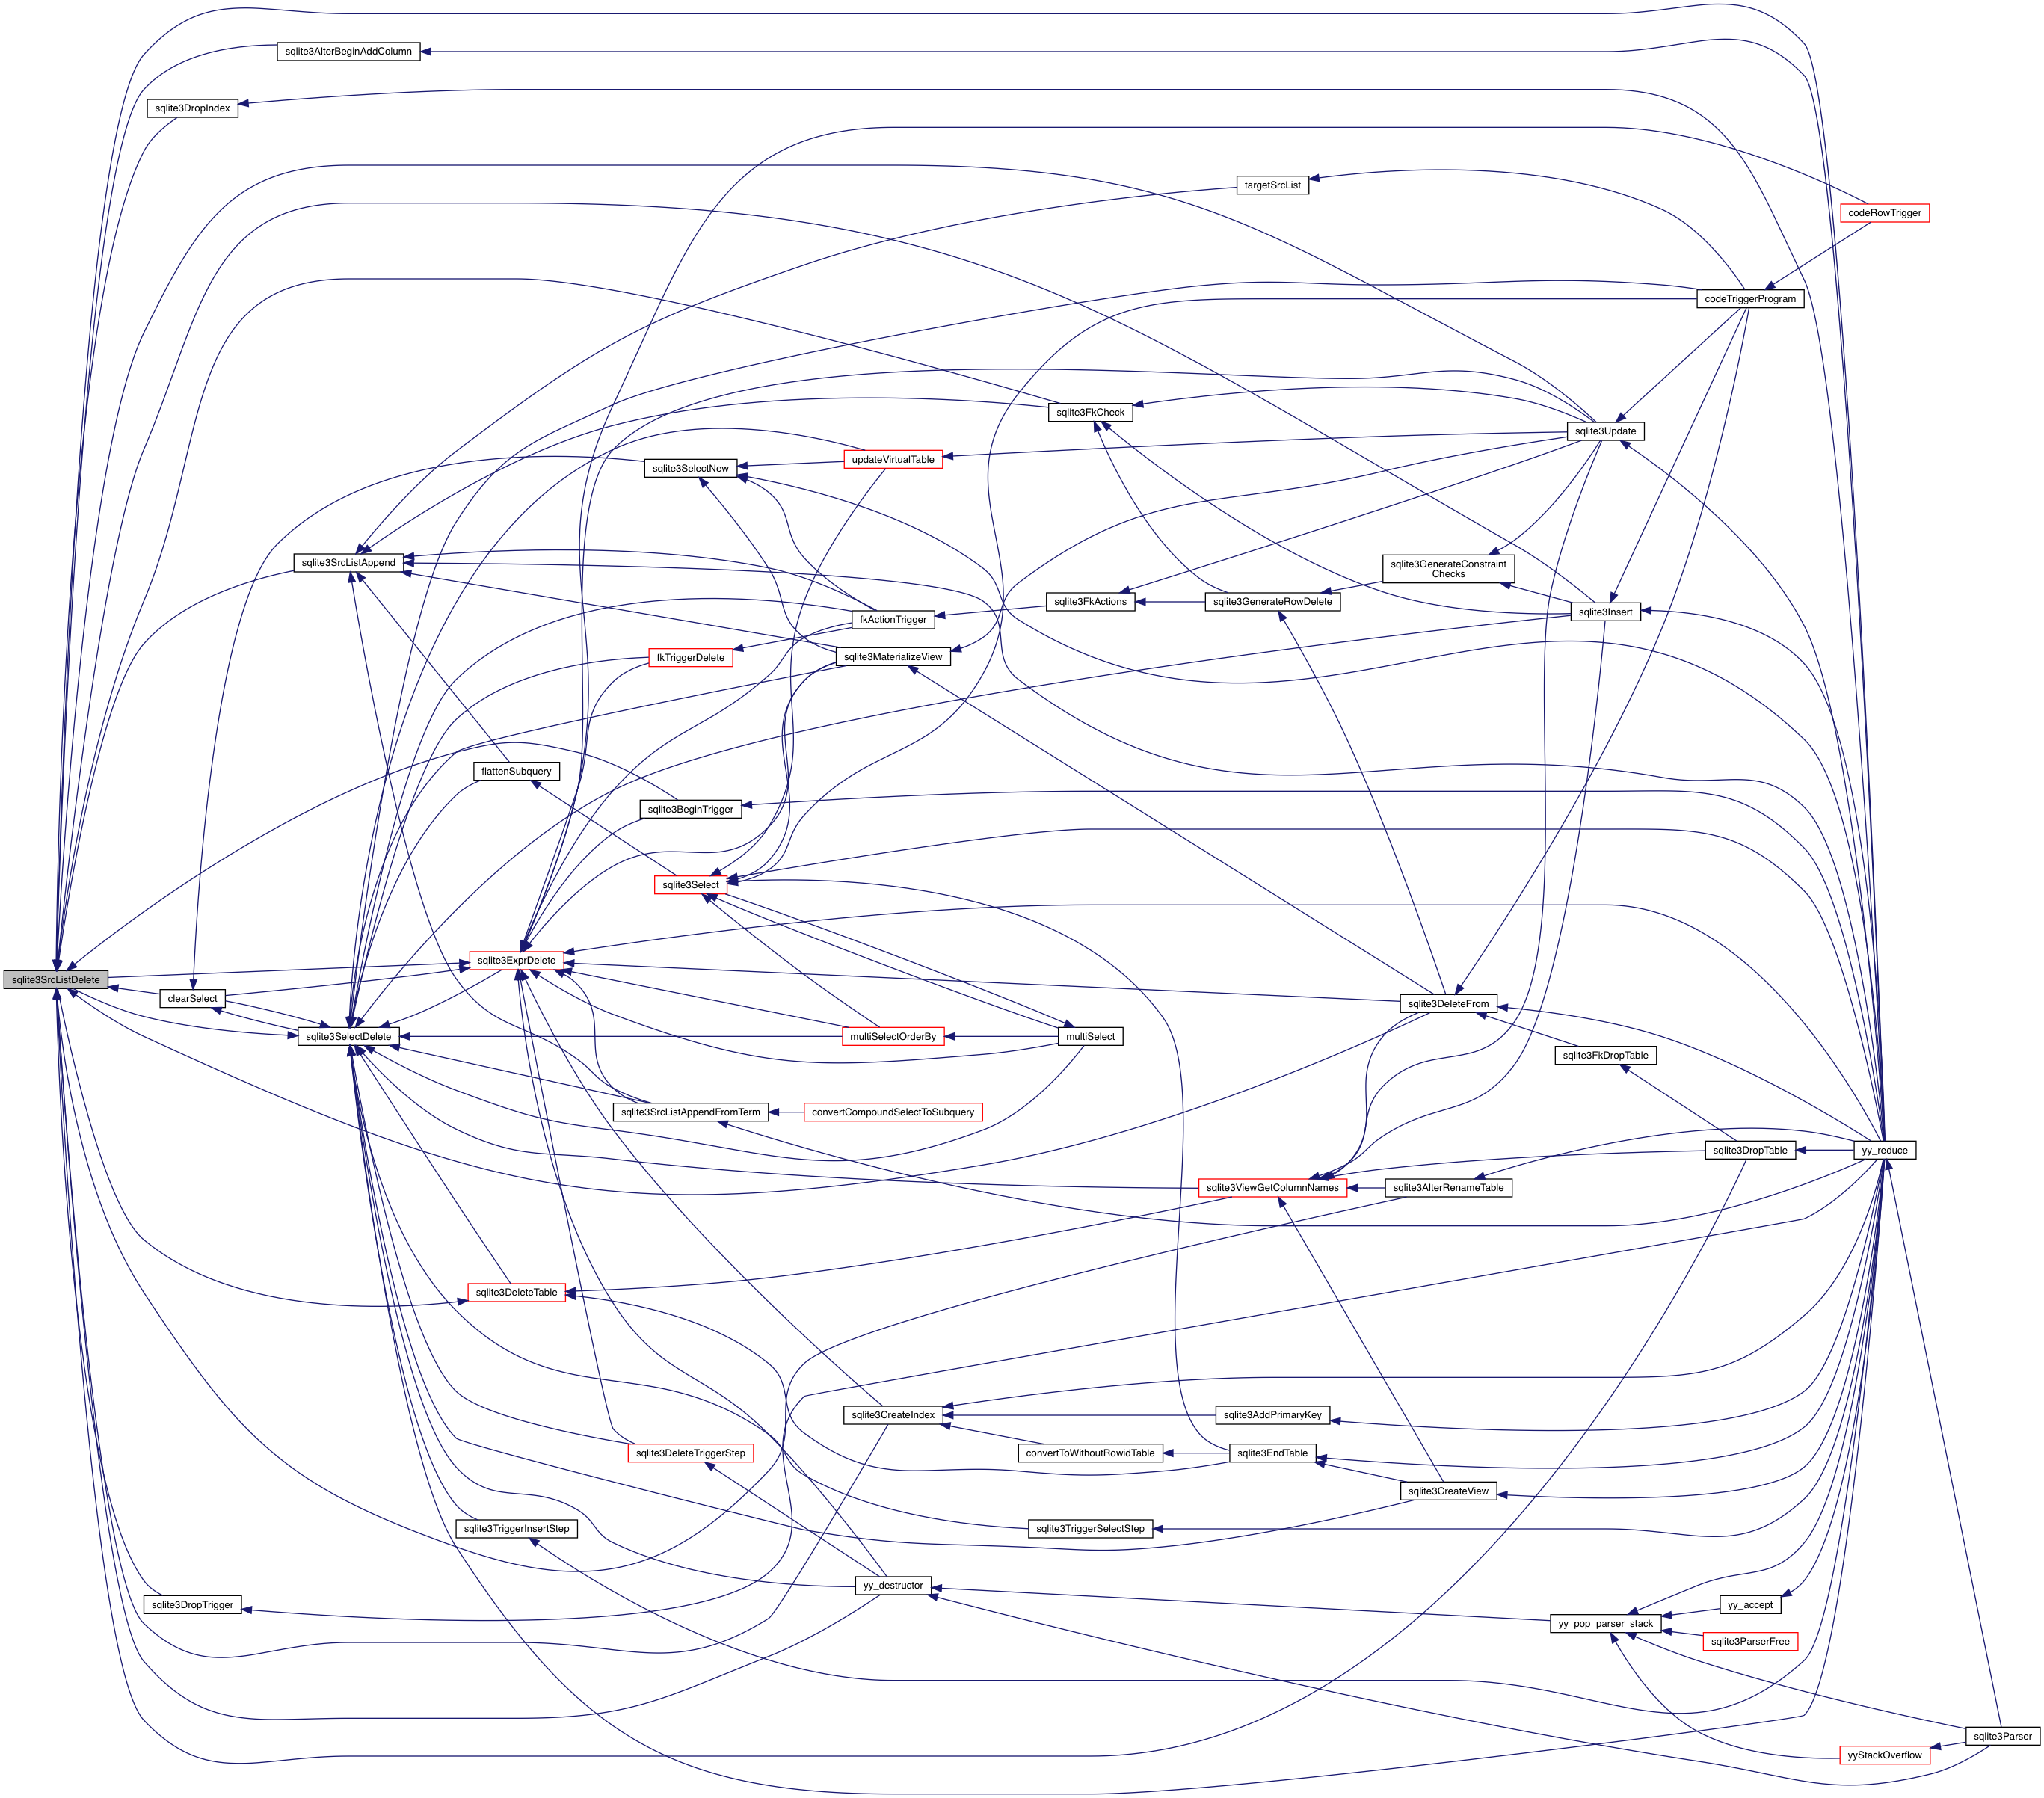 sqlite3AlterBeginAddColumn
sqlite3DropIndex
targetSrcList
codeRowTrigger
codeTriggerProgram
sqlite3FkCheck
sqlite3Update
updateVirtualTable
sqlite3SelectNew
sqlite3SrcListAppend
sqlite3GenerateConstraint
Checks
sqlite3FkActions
sqlite3GenerateRowDelete
sqlite3Insert
fkActionTrigger
fkTriggerDelete
sqlite3MaterializeView
flattenSubquery
sqlite3BeginTrigger
sqlite3Select
sqlite3ExprDelete
sqlite3SrcListDelete
clearSelect
sqlite3DeleteFrom
sqlite3SelectDelete
multiSelectOrderBy
multiSelect
sqlite3FkDropTable
sqlite3SrcListAppendFromTerm
convertCompoundSelectToSubquery
sqlite3DropTable
yy_reduce
sqlite3ViewGetColumnNames
sqlite3AlterRenameTable
sqlite3DeleteTable
sqlite3CreateIndex
sqlite3AddPrimaryKey
sqlite3DeleteTriggerStep
convertToWithoutRowidTable
sqlite3EndTable
sqlite3CreateView
sqlite3TriggerInsertStep
sqlite3TriggerSelectStep
yy_destructor
sqlite3DropTrigger
yy_accept
yy_pop_parser_stack
sqlite3ParserFree
sqlite3Parser
yyStackOverflow